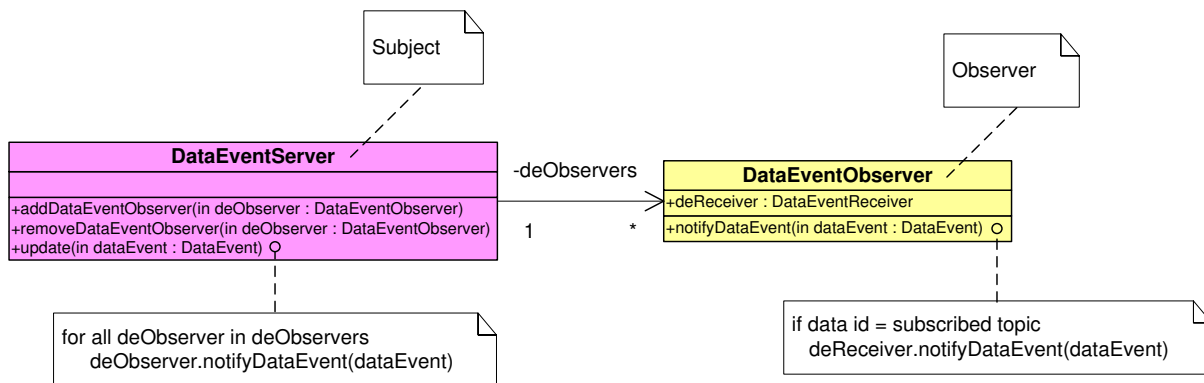 Subject
Observer
DataEventServer
+addDataEventObserver(in deObserver : DataEventObserver)
+removeDataEventObserver(in deObserver : DataEventObserver)
+update(in dataEvent : DataEvent)
-deObservers
1
*
DataEventObserver
+deReceiver : DataEventReceiver
+notifyDataEvent(in dataEvent : DataEvent)
for all deObserver in deObservers
deObserver.notifyDataEvent(dataEvent)
if data id = subscribed topic
deReceiver.notifyDataEvent(dataEvent)